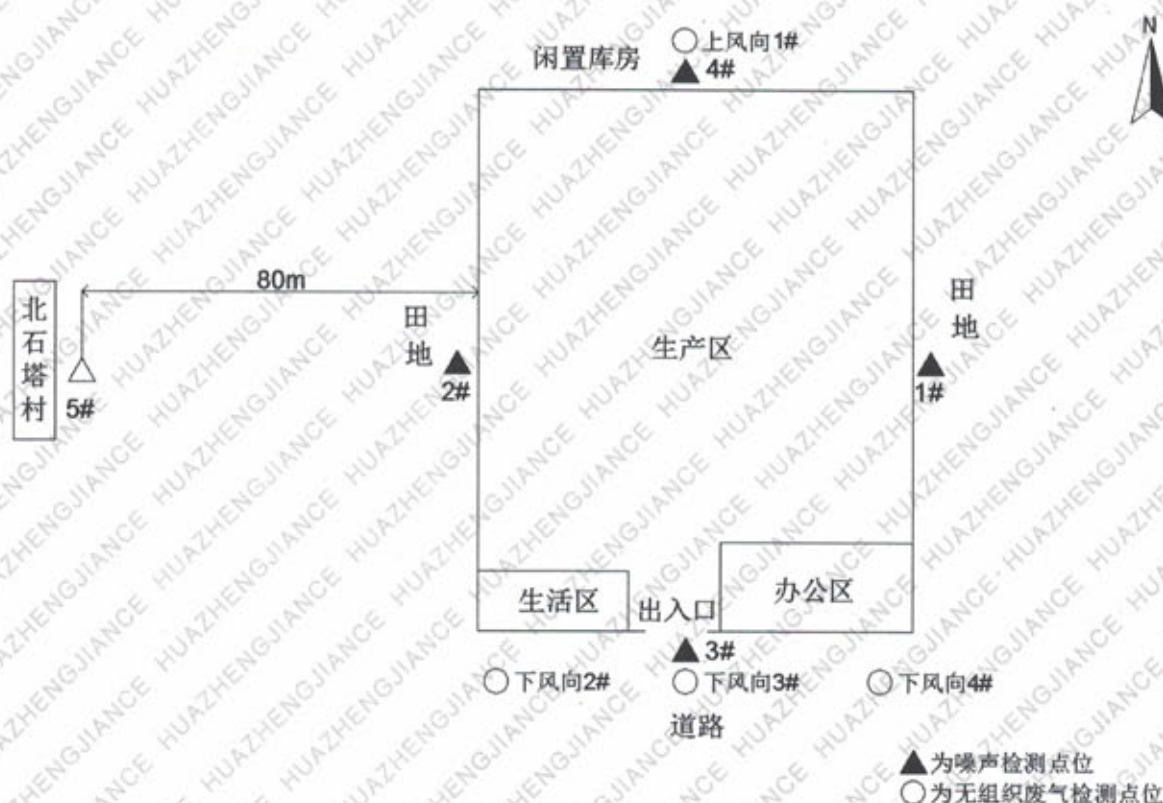 N
上风向1#
闲置库房
4#
80m
田地
田地
北石塔村
生产区
5#
2#
1#
生活区
出入口
办公区
3#
下风向2#
下风向3#
下风向4#
道路
▲为噪声检测点位
○为无组织废气检测点位
HUAZHENGJIANCE